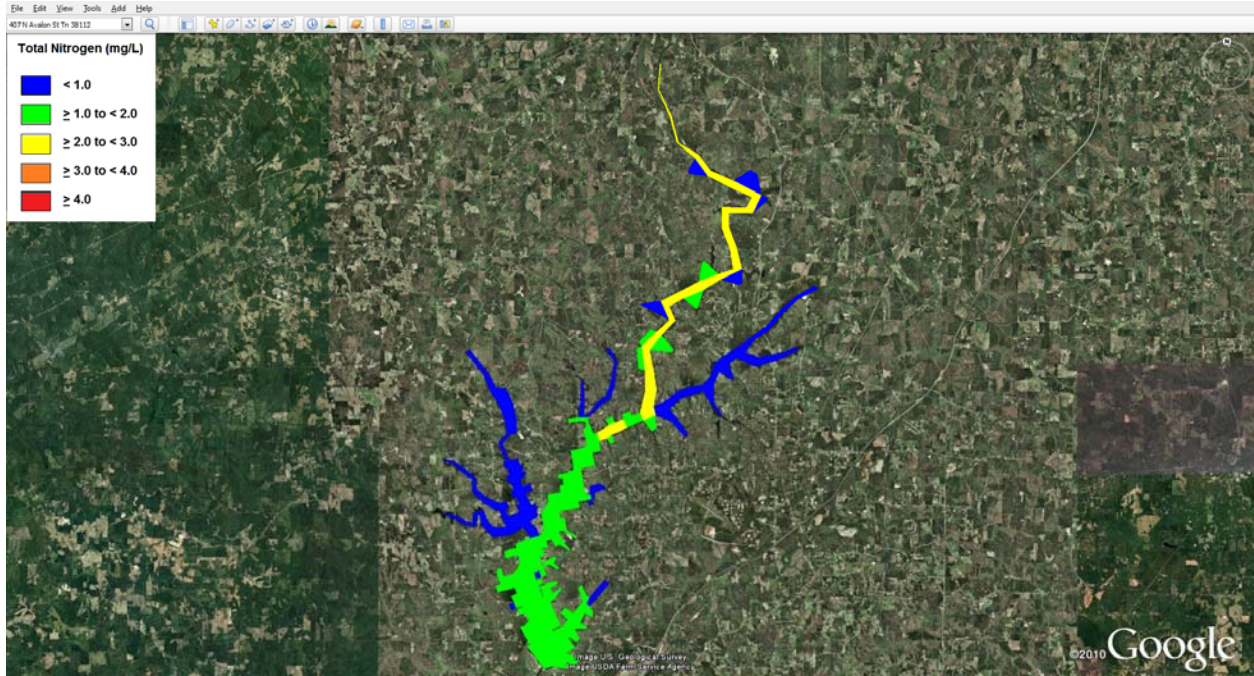 File Edit View Tools Add Help
407 N Avalon St Tn 38112
Total Nitrogen (mg/L)
< 1.0
≥ 1.0 to < 2.0
≥ 2.0 to < 3.0
≥ 3.0 to < 4.0
≥ 4.0
N
Image U.S. Geological Survey
Image USDA Farm Service Agency
©2010 Google